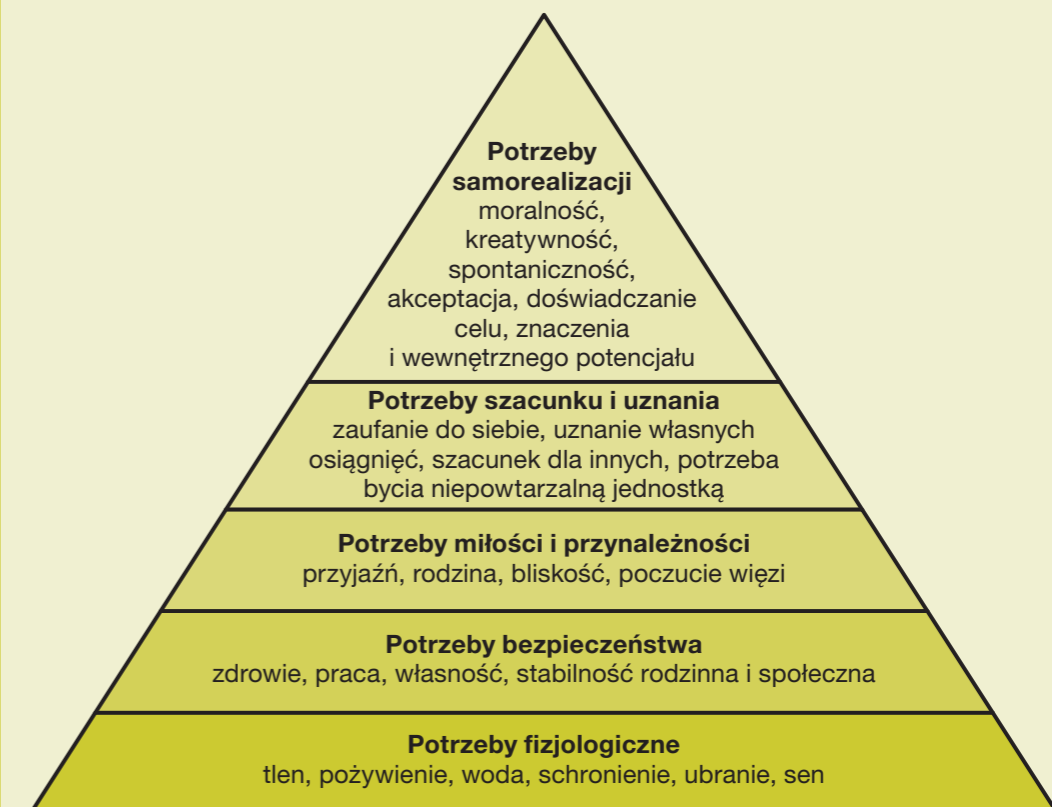 Potrzeby
samorealizacji
moralność,
kreatywność,
spontaniczność,
akceptacja, doświadczanie
celu, znaczenia
i wewnętrznego potencjału
Potrzeby szacunku i uznania
zaufanie do siebie, uznanie własnych
osiągnięć, szacunek dla innych, potrzeba
bycia niepowtarzalną jednostką
Potrzeby miłości i przynależności
przyjaźń, rodzina, bliskość, poczucie więzi
Potrzeby bezpieczeństwa
zdrowie, praca, własność, stabilność rodzinna i społeczna
Potrzeby fizjologiczne
tlen, pożywienie, woda, schronienie, ubranie, sen